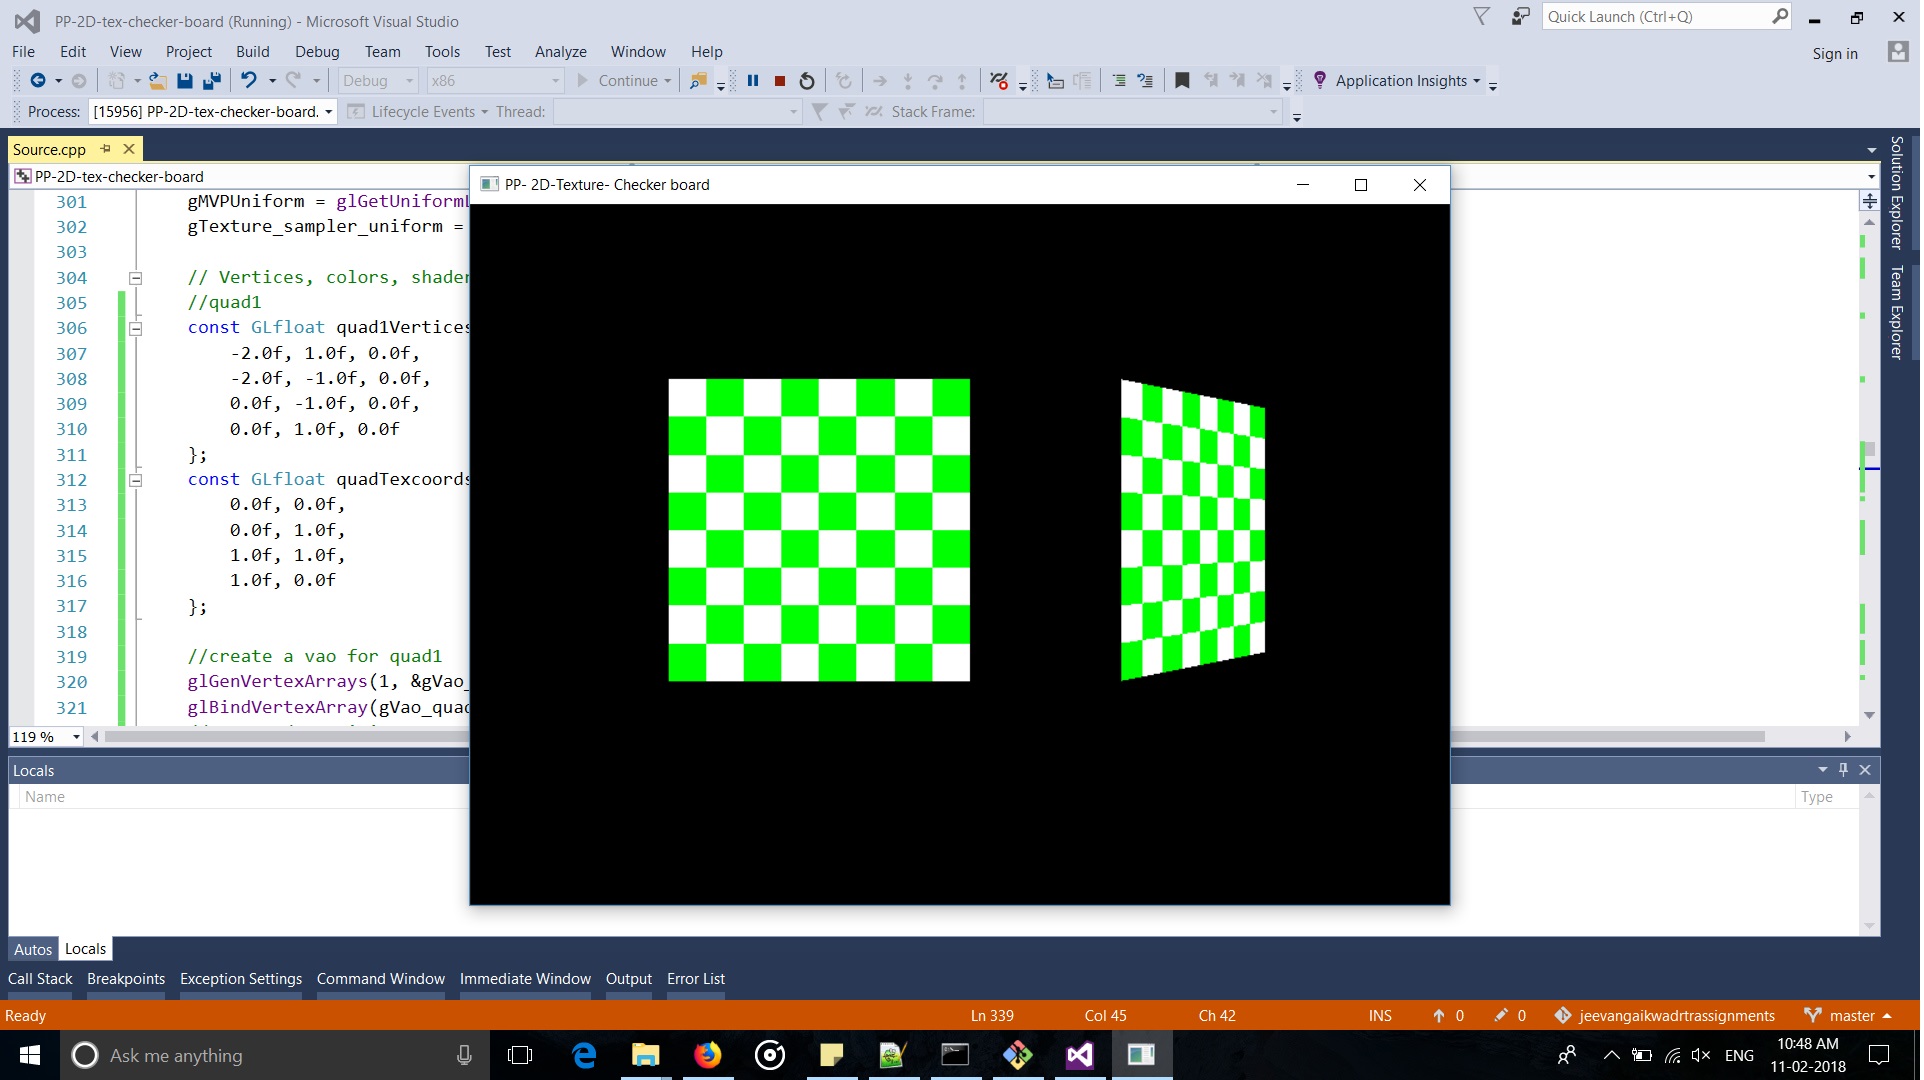 PP-2D-tex-checker-board (Running) - Microsoft Visual Studio
Quick Launch (Ctrl+Q)
File Edit View Project Build Debug Team Tools Test Analyze Window Help
Sign in
Debug x86 Continue Application Insights
Process: [15956] PP-2D-tex-checker-board. Lifecycle Events Thread: Stack Frame:
Source.cpp
PP-2D-tex-checker-board
PP- 2D-Texture- Checker board
Solution Explorer
Team Explorer
301 gMVPUniform = glGetUniform
302 gTexture_sampler_uniform =
303
304 // Vertices, colors, shader
305 //quad1
306 const GLfloat quad1Vertices
307 -2.0f, 1.0f, 0.0f,
308 -2.0f, -1.0f, 0.0f,
309 0.0f, -1.0f, 0.0f,
310 0.0f, 1.0f, 0.0f
311 };
312 const GLfloat quadTexcoords
313 0.0f, 0.0f,
314 0.0f, 1.0f,
315 1.0f, 1.0f,
316 1.0f, 0.0f
317 };
318
319 //create a vao for quad1
320 glGenVertexArrays(1, &gVao_
321 glBindVertexArray(gVao_quad
119 %
Locals
Name Type
Autos Locals
Call Stack Breakpoints Exception Settings Command Window Immediate Window Output Error List
Ready Ln 339 Col 45 Ch 42 INS 0 0 jeevangaikwadrtrassignments master
Ask me anything
ENG
10:48 AM
11-02-2018